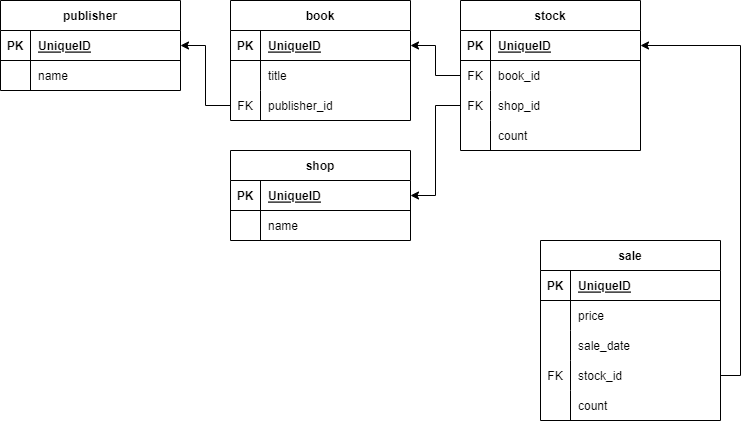 publisher
PK UniqueID
name
book
PK UniqueID
title
FK publisher_id
stock
PK UniqueID
FK book_id
FK shop_id
count
shop
PK UniqueID
name
sale
PK UniqueID
price
sale_date
FK stock_id
count